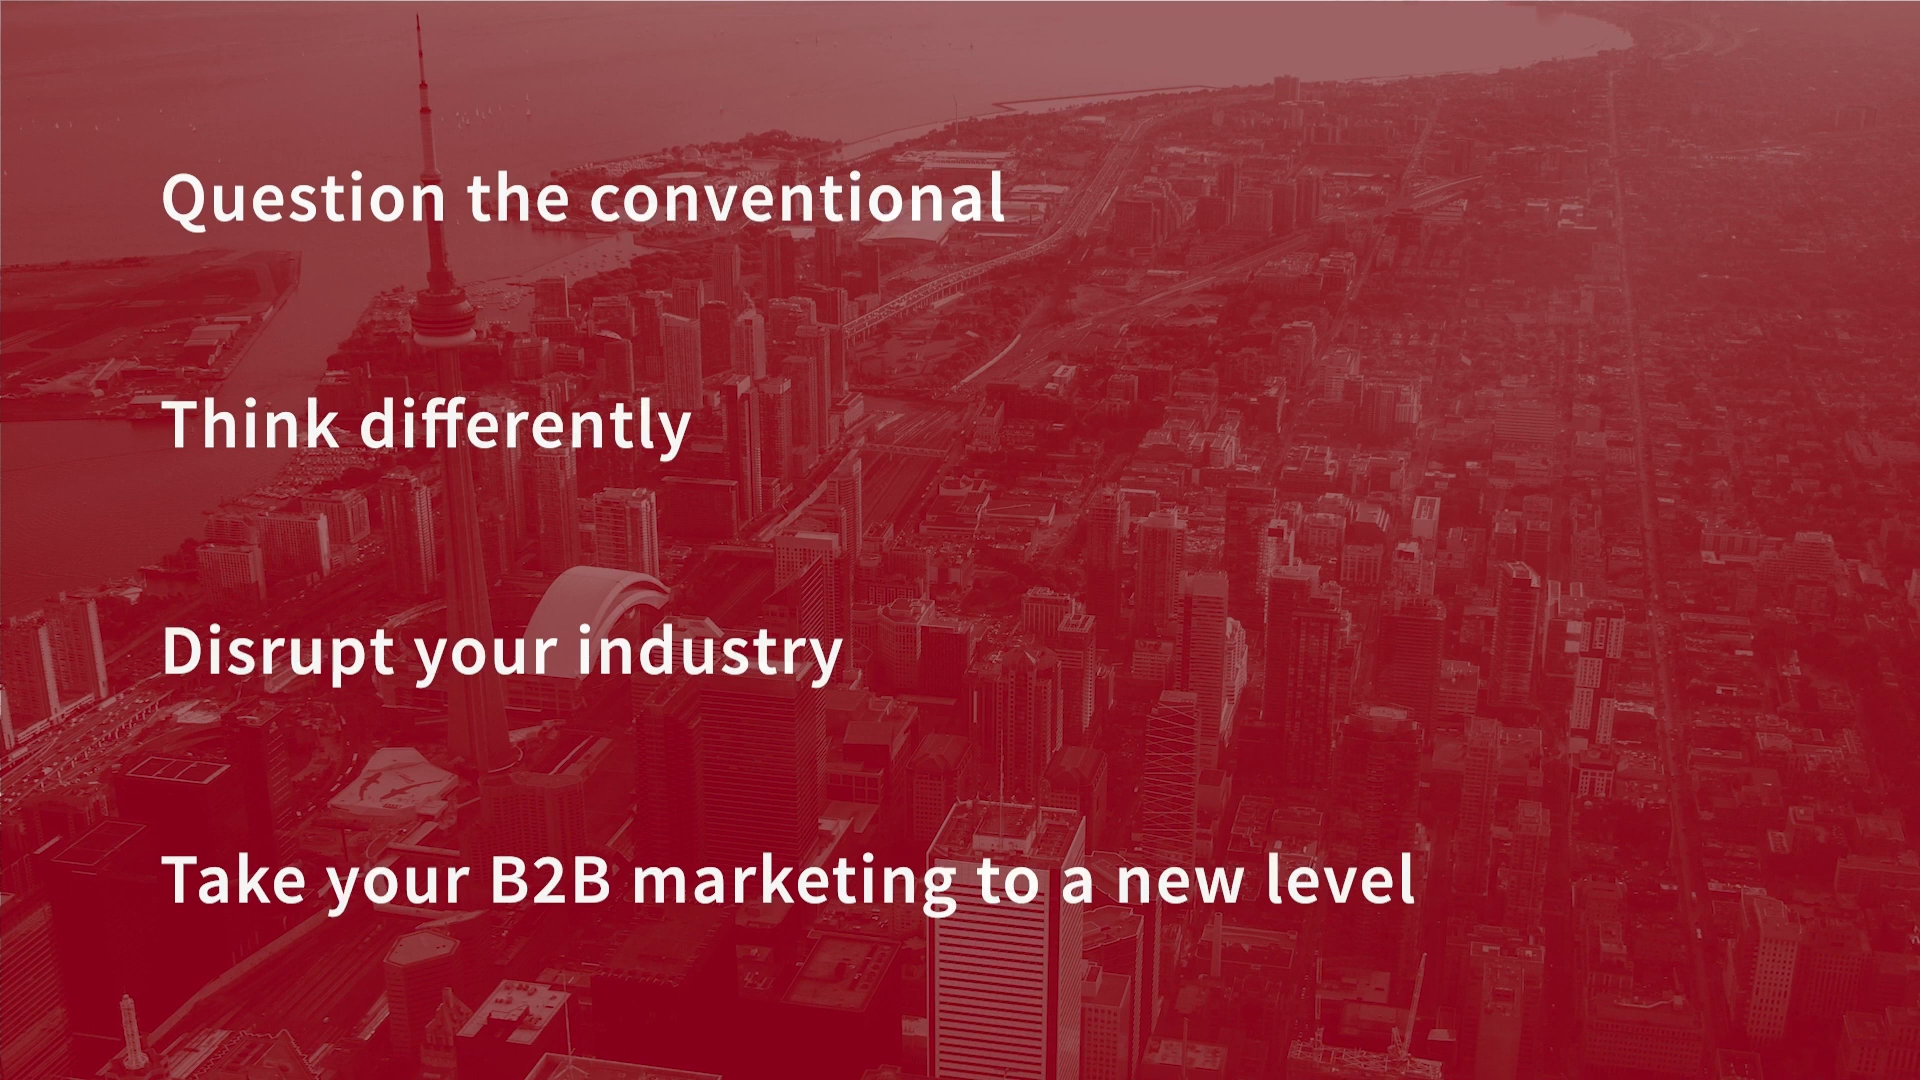 Question the conventional
Think differently
Disrupt your industry
Take your B2B marketing to a new level